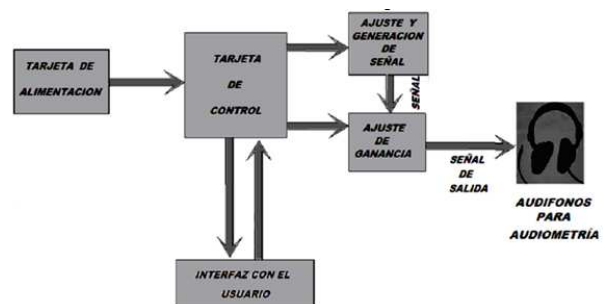 TARJETA DE
ALIMENTACION
TARJETA
DE
CONTROL
AJUSTE Y
GENERACION
DE
SEÑAL
SEÑAL
AJUSTE
DE
GANANCIA
SEÑAL
DE
SALIDA
AUDIFONOS
PARA
AUDIOMETRÍA
INTERFAZ CON EL
USUARIO